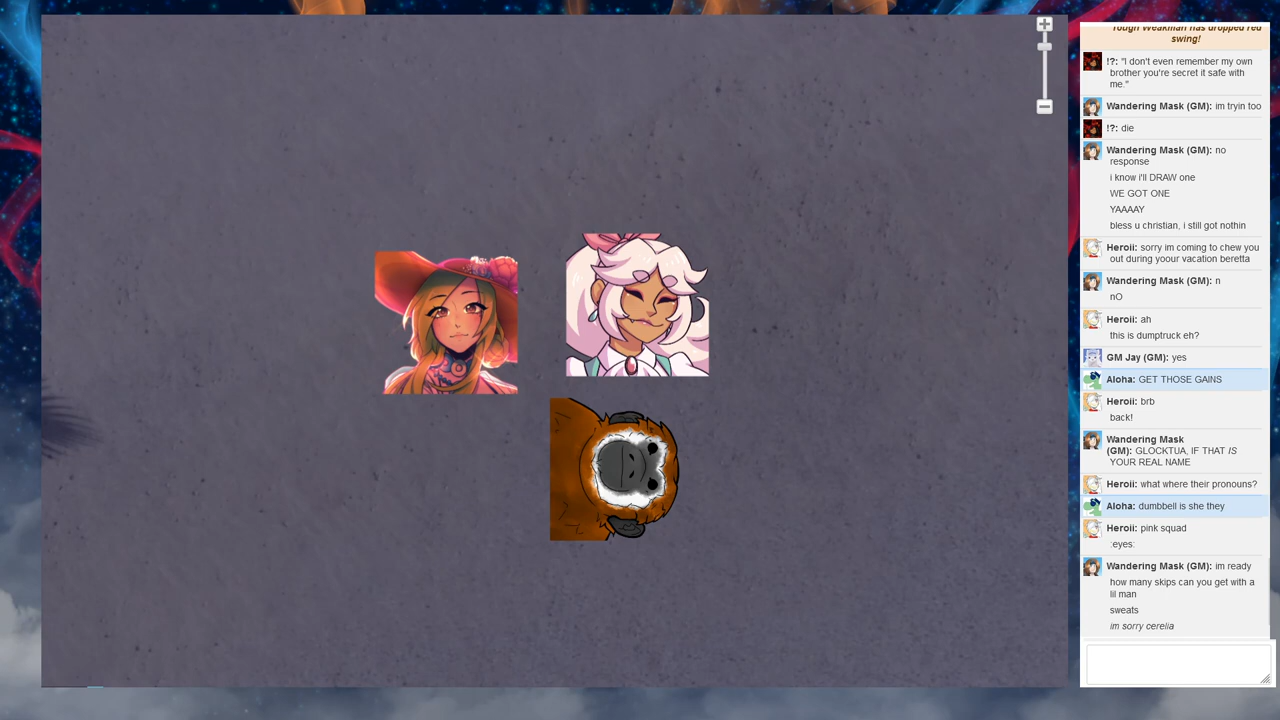 Tough Weakman has dropped red
swing!
!?: "I don't even remember my own
brother you're secret it safe with
me."
Wandering Mask (GM): im tryin too
!?: die
Wandering Mask (GM): no
response
i know i'll DRAW one
WE GOT ONE
YAAAAY
bless u christian, i still got nothin
Heroii: sorry im coming to chew you
out during yoour vacation beretta
Wandering Mask (GM): n
nO
Heroii: ah
this is dumptruck eh?
GM Jay (GM): yes
Aloha: GET THOSE GAINS
Heroii: brb
back!
Wandering Mask
(GM): GLOCKTUA, IF THAT IS
YOUR REAL NAME
Heroii: what where their pronouns?
Aloha: dumbbell is she they
Heroii: pink squad
:eyes:
Wandering Mask (GM): im ready
how many skips can you get with a
lil man
sweats
im sorry cerelia